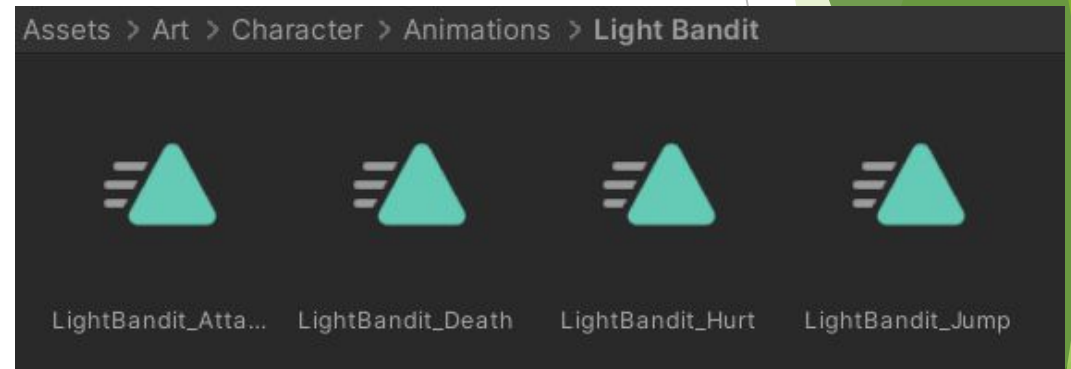 Assets > Art > Character > Animations > Light Bandit
LightBandit_Atta... LightBandit_Death LightBandit_Hurt LightBandit_Jump